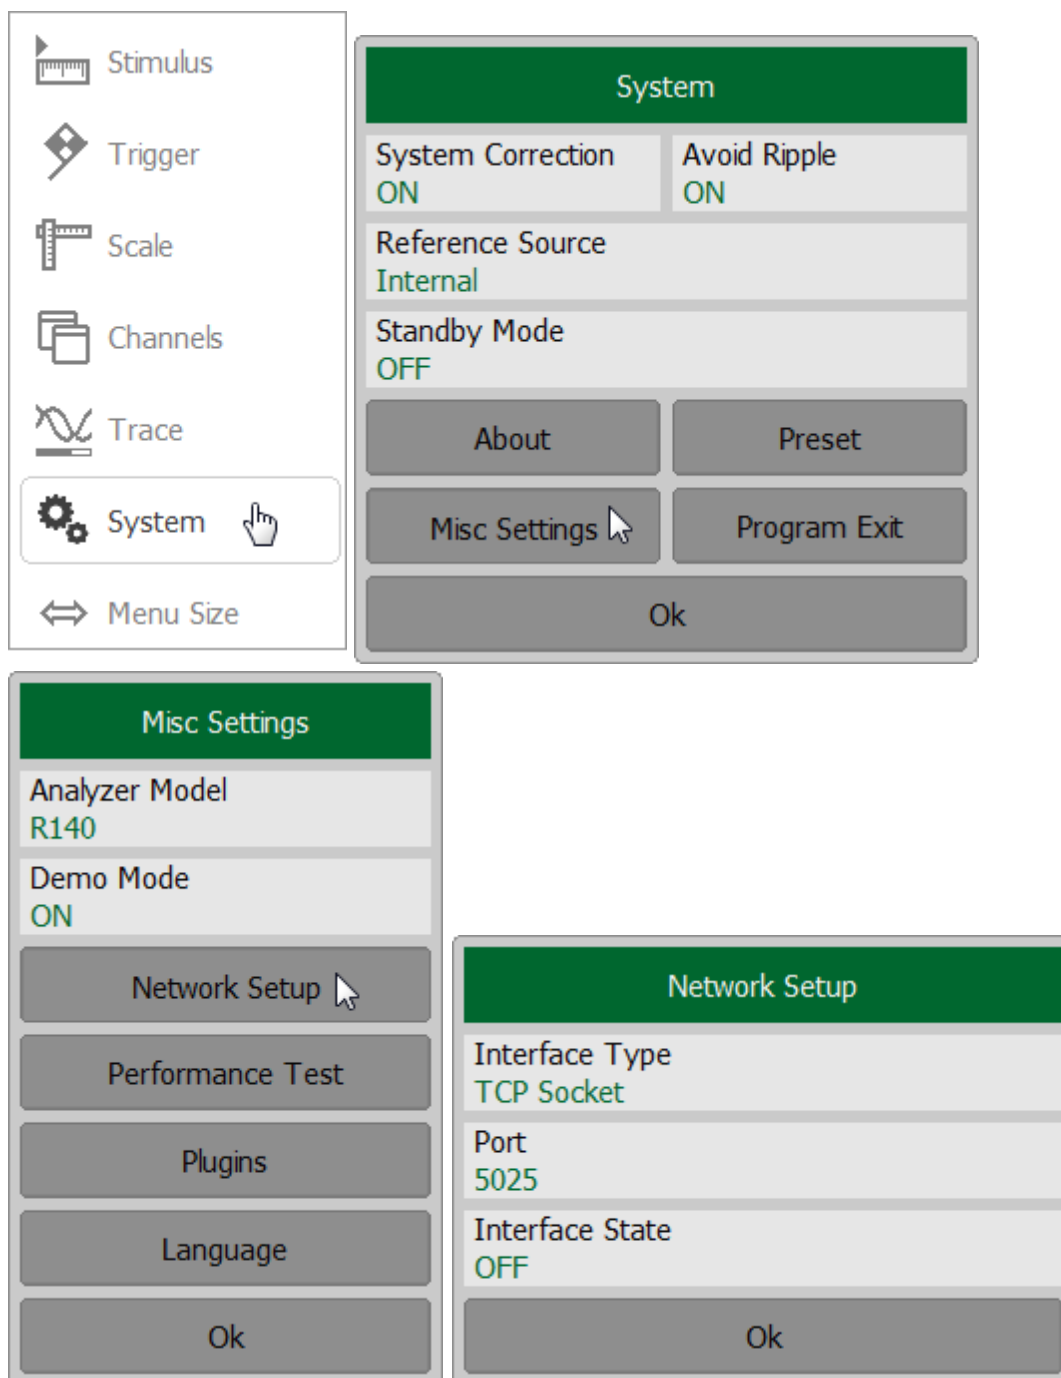 Stimulus
Trigger
Scale
Channels
Trace
System
Menu Size
System
System Correction
ON
Avoid Ripple
ON
Reference Source
Internal
Standby Mode
OFF
About
Preset
Misc Settings
Program Exit
Ok
Misc Settings
Analyzer Model
R140
Demo Mode
ON
Network Setup
Performance Test
Plugins
Language
Ok
Network Setup
Interface Type
TCP Socket
Port
5025
Interface State
OFF
Ok